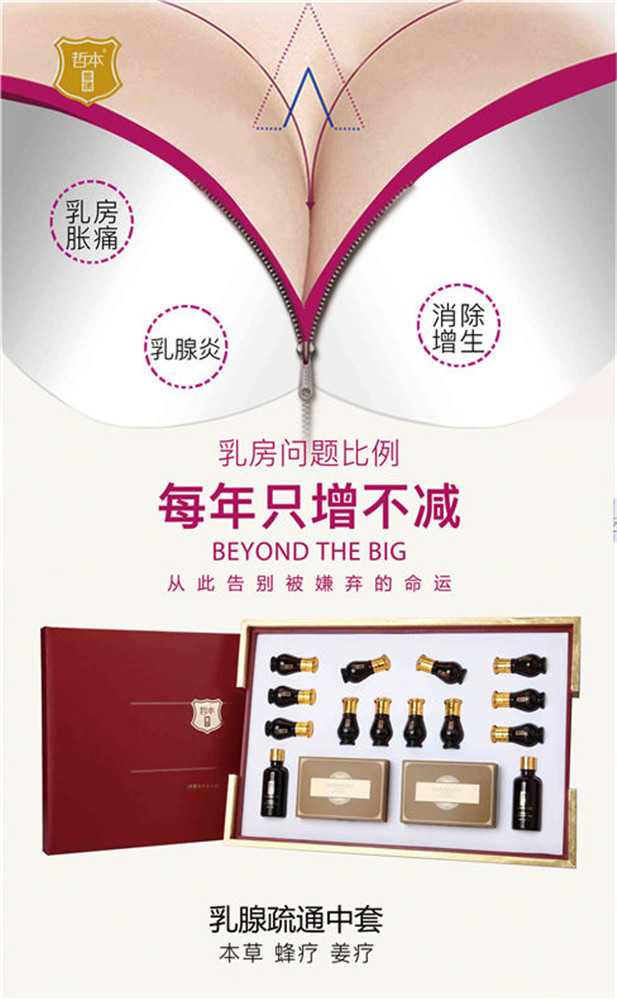 哲本
乳房
胀痛
乳腺炎
消除
增生
乳房问题比例
每年只增不减
BEYOND THE BIG
从此告别被嫌弃的命运
哲本
乳腺疏通中套
本草 蜂疗 姜疗